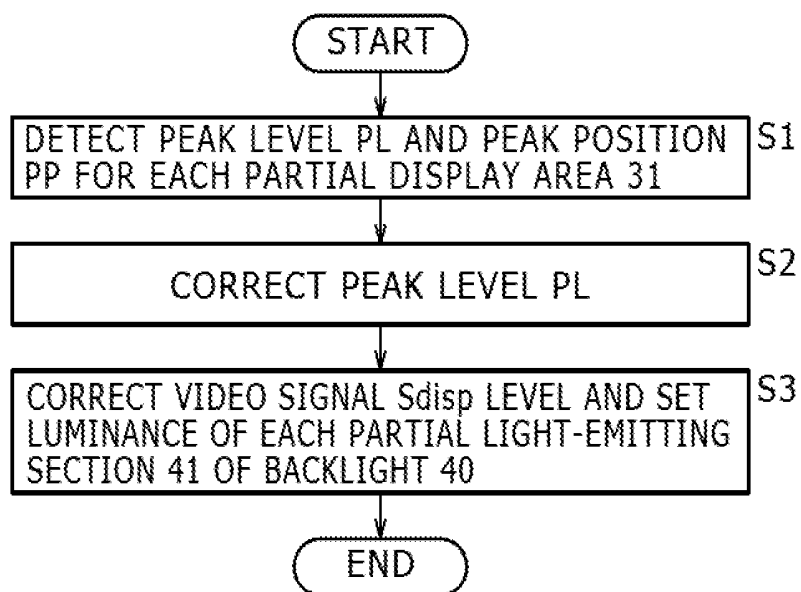 START
DETECT PEAK LEVEL PL AND PEAK POSITION
PP FOR EACH PARTIAL DISPLAY AREA 31
S1
CORRECT PEAK LEVEL PL
S2
CORRECT VIDEO SIGNAL Sdisp LEVEL AND SET
LUMINANCE OF EACH PARTIAL LIGHT-EMITTING
SECTION 41 OF BACKLIGHT 40
S3
END